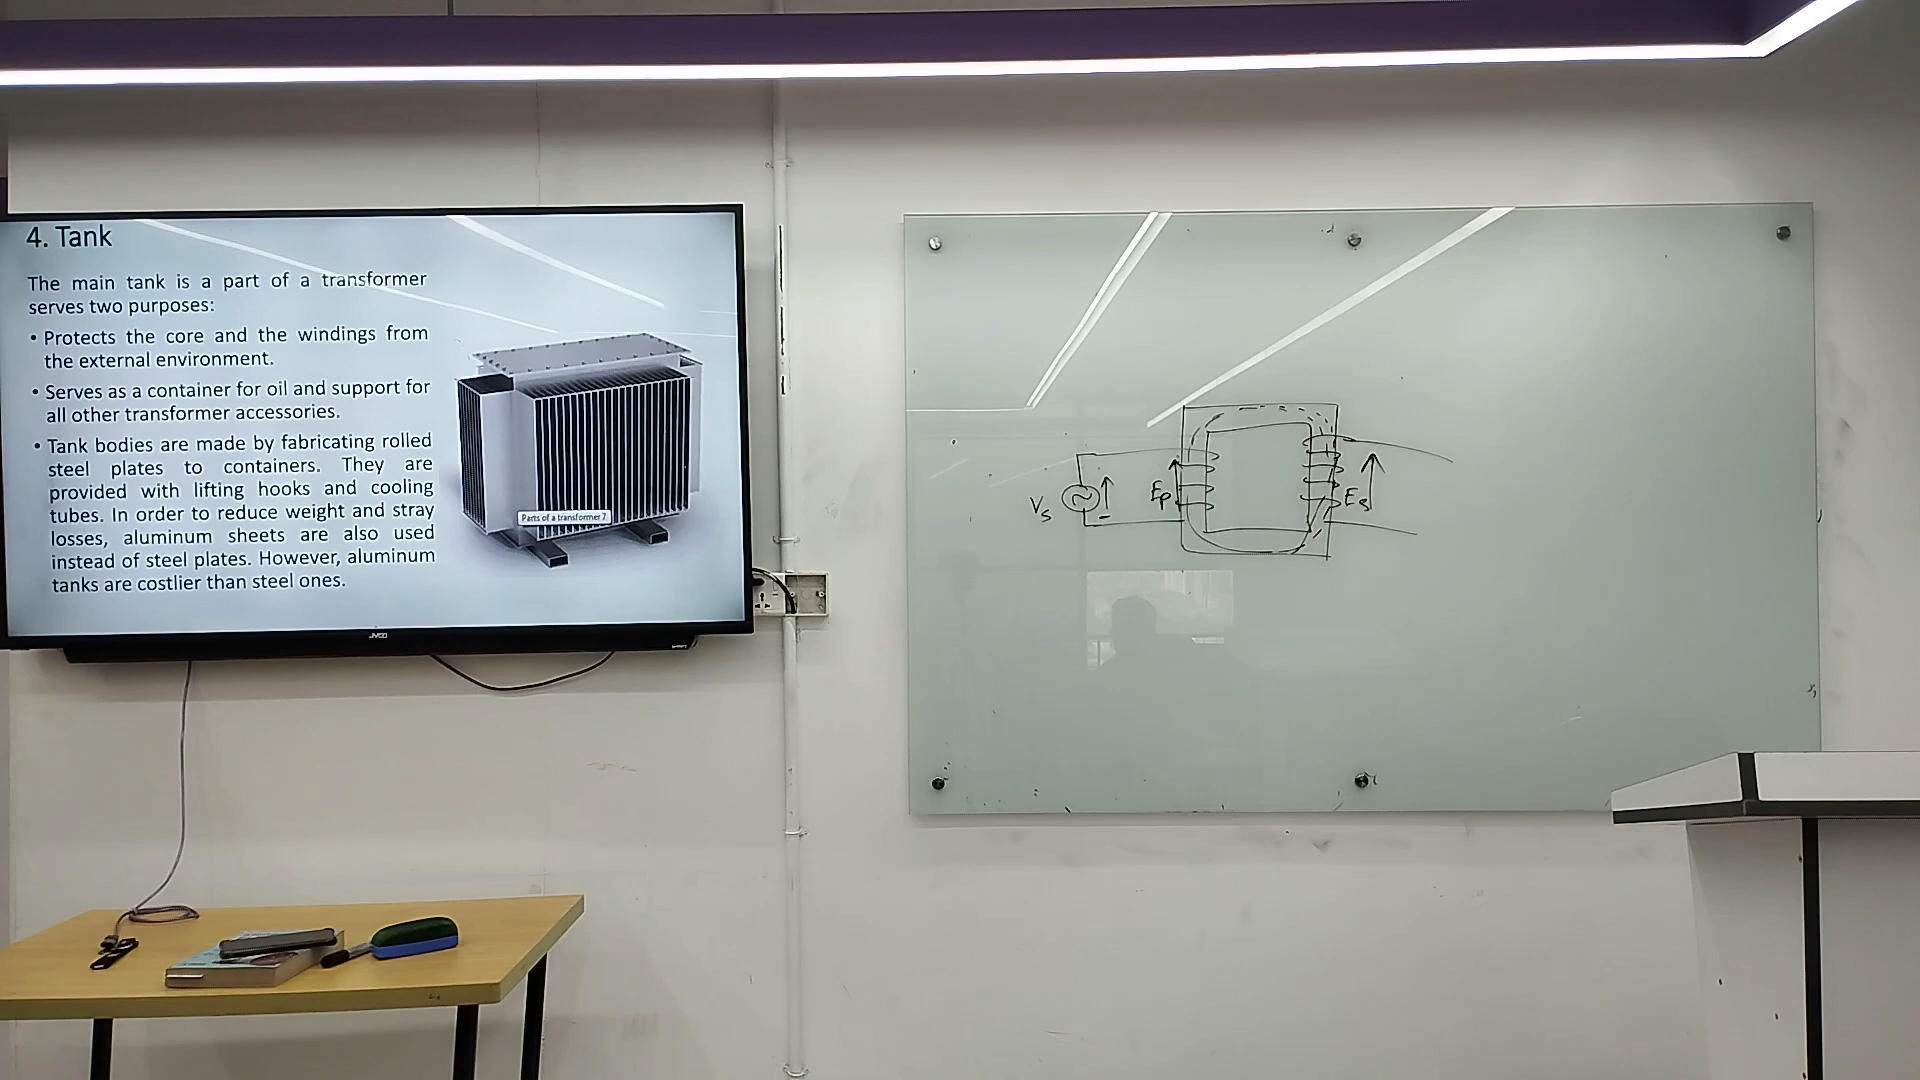 4. Tank
The main tank is a part of a transformer
serves two purposes:
• Protects the core and the windings from
the external environment.
• Serves as a container for oil and support for
all other transformer accessories.
• Tank bodies are made by fabricating rolled
steel plates to containers. They are
provided with lifting hooks and cooling
tubes. In order to reduce weight and stray
losses, aluminum sheets are also used
instead of steel plates. However, aluminum
tanks are costlier than steel ones.
Parts of a transformer 7
Vs
Ep
Es